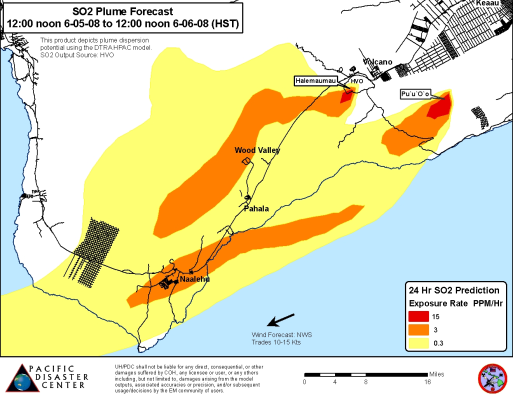 SO2 Plume Forecast
12:00 noon 6-05-08 to 12:00 noon 6-06-08 (HST)
This product depicts plume dispersion
potential using the DTRA HPAC model.
SO2 Output Source: HVO
Keaau
Volcano
Halemaumau
HVO
Pu`u`O`o
Wood Valley
Pahala
Naalehu
Wind Forecast: NWS
Trades 10-15 Kts
24 Hr SO2 Prediction
Exposure Rate PPM/Hr
15
3
0.3
PACIFIC
DISASTER
CENTER
UH/PDC shall not be liable for any direct, consequential, or other
damages suffered by COH, any licensee or user, or any others
including, but not limited to, damages arising from the model
outputs, associated accuracies or precision, and/or subsequent
usage/decisions by the EM community of users.
0 4 8 16
Miles